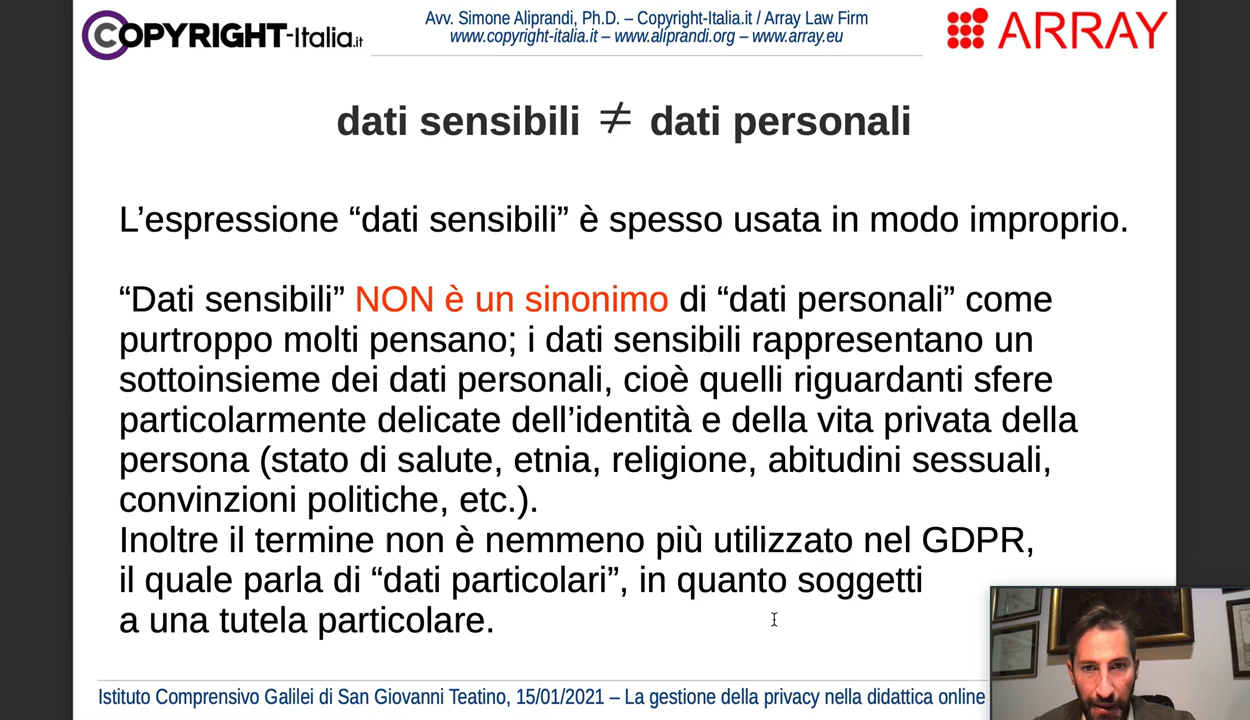 COPYRIGHT-Italia.it
Avv. Simone Aliprandi, Ph.D. – Copyright-Italia.it / Array Law Firm
www.copyright-italia.it – www.aliprandi.org – www.array.eu
ARRAY
dati sensibili ≠ dati personali
L’espressione “dati sensibili” è spesso usata in modo improprio.
“Dati sensibili” NON è un sinonimo di “dati personali” come
purtroppo molti pensano; i dati sensibili rappresentano un
sottoinsieme dei dati personali, cioè quelli riguardanti sfere
particolarmente delicate dell’identità e della vita privata della
persona (stato di salute, etnia, religione, abitudini sessuali,
convinzioni politiche, etc.).
Inoltre il termine non è nemmeno più utilizzato nel GDPR,
il quale parla di “dati particolari”, in quanto soggetti
a una tutela particolare.
Istituto Comprensivo Galilei di San Giovanni Teatino, 15/01/2021 – La gestione della privacy nella didattica online